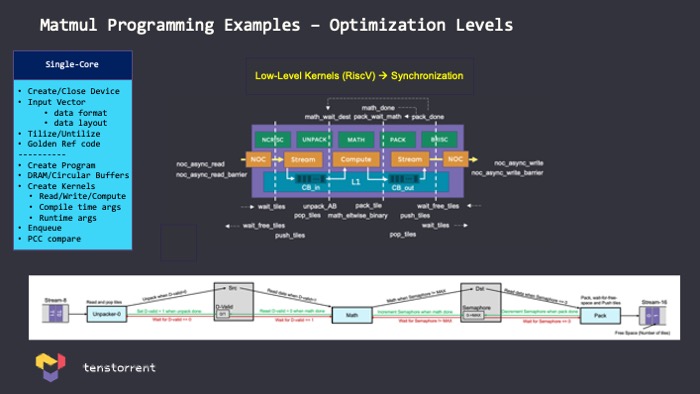 Matmul Programming Examples – Optimization Levels
Single-Core
• Create/Close Device
• Input Vector
• data format
• data layout
• Tilize/Untilize
• Golden Ref code
----------
• Create Program
• DRAM/Circular Buffers
• Create Kernels
• Read/Write/Compute
• Compile time args
• Runtime args
• Enqueue
• PCC compare
Low-Level Kernels (RiscV) → Synchronization
math_done
math_wait_dest pack_wait_math pack_done
NCRISC UNPACK MATH PACK BRISC
NOC Stream Compute Stream NOC
noc_async_read
noc_async_read_barrier
noc_async_write
noc_async_write_barrier
CB_in L1 CB_out
wait_tiles unpack_AB pack_tile wait_free_tiles
pop_tiles math_eltwise_binary push_tiles
wait_free_tiles wait_tiles
push_tiles pop_tiles
Stream-8
Read and pop tiles
Unpacker-0
Unpack when D-valid=0
Set D-valid = 1 when unpack done
Wait for D-valid == 0
Src
D-Valid
0/1
Read data when D-valid=1
Reset D-valid = 0 when math done
Wait for D-valid == 1
Math
Math when Semaphore != MAX
Increment Semaphore when math done
Wait for Semaphore != MAX
Dst
Semaphore
0~MAX
Decrement Semaphore when pack done
Pack, wait-for-free-
space and Push tiles
Pack
Stream-16
Free Space (Number of tiles)
tenstorrent